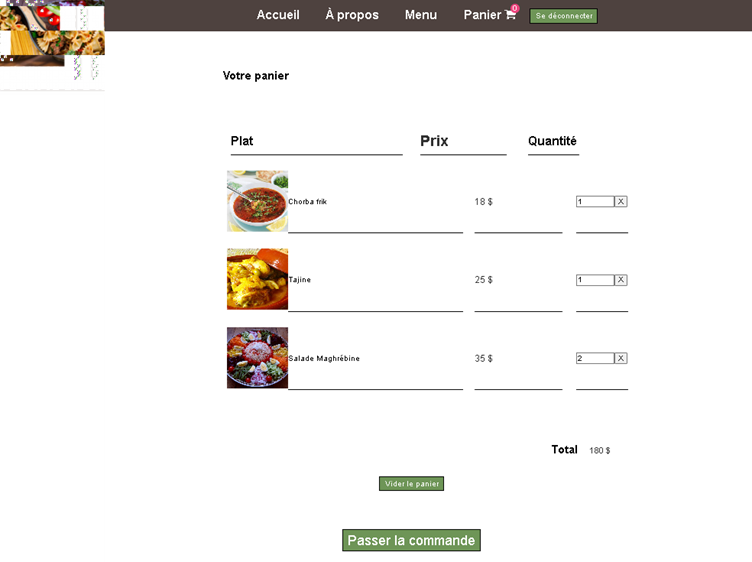 Accueil À propos Menu Panier 0 Se déconnecter
Votre panier
Plat Prix Quantité
Chorba frik 18 $ 1 X
Tajine 25 $ 1 X
Salade Maghrébine 35 $ 2 X
Total 180 $
Vider le panier
Passer la commande